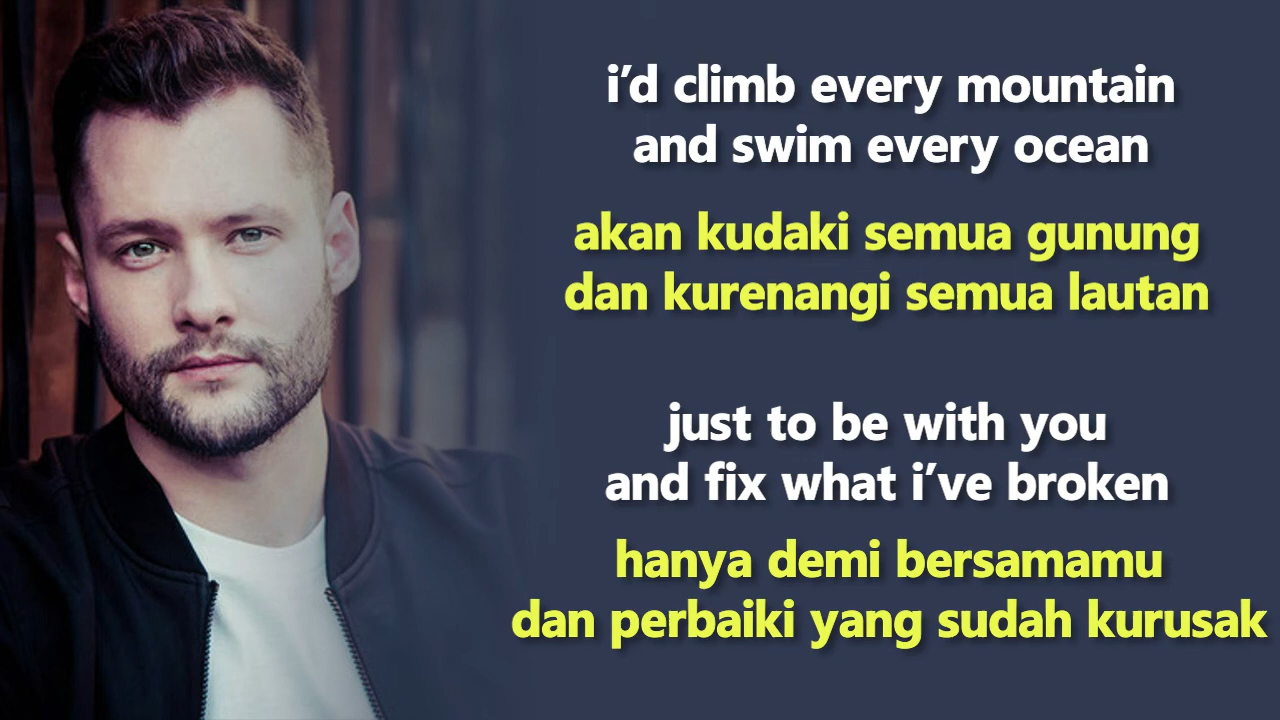 i’d climb every mountain
and swim every ocean
akan kudaki semua gunung
dan kurenangi semua lautan
just to be with you
and fix what i’ve broken
hanya demi bersamamu
dan perbaiki yang sudah kurusak